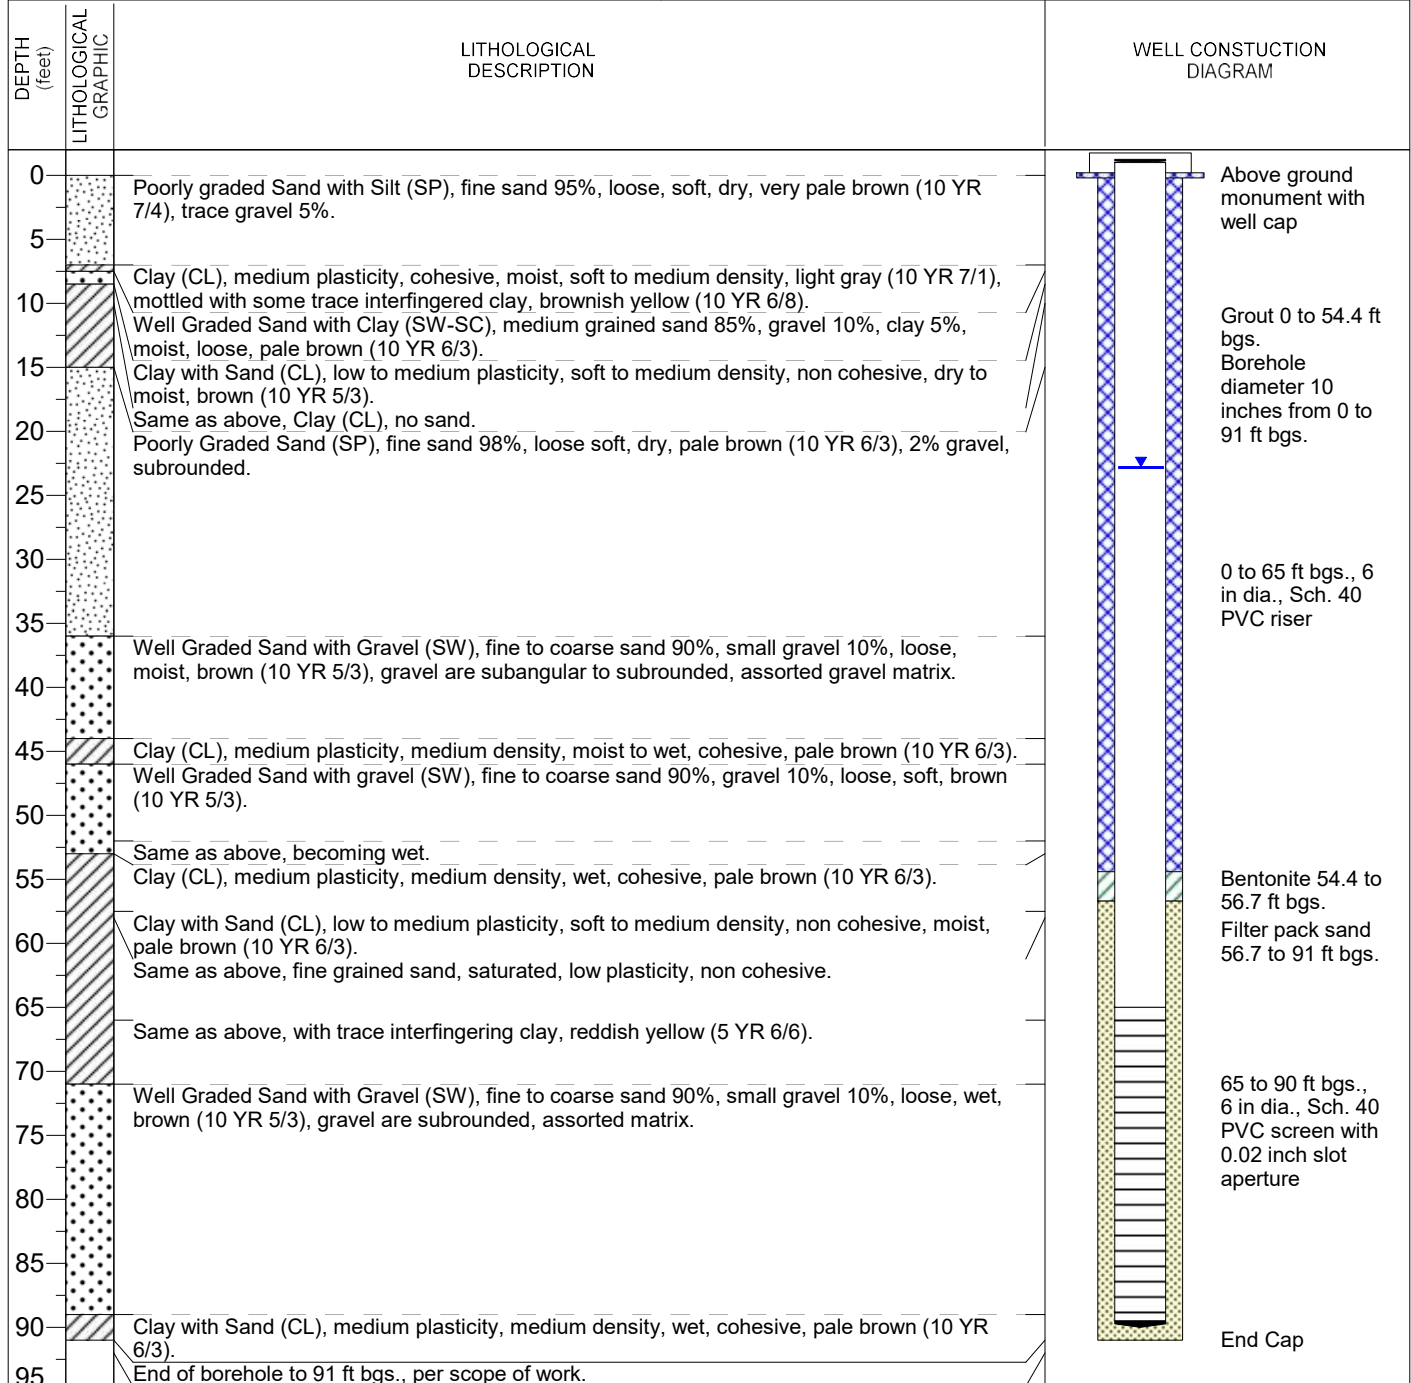 DEPTH
(feet)
LITHOLOGICAL
GRAPHIC
LITHOLOGICAL
DESCRIPTION
WELL CONSTUCTION
DIAGRAM
0
5
10
15
20
25
30
35
40
45
50
55
60
65
70
75
80
85
90
95
Poorly graded Sand with Silt (SP), fine sand 95%, loose, soft, dry, very pale brown (10 YR
7/4), trace gravel 5%.
Clay (CL), medium plasticity, cohesive, moist, soft to medium density, light gray (10 YR 7/1),
mottled with some trace interfingered clay, brownish yellow (10 YR 6/8).
Well Graded Sand with Clay (SW-SC), medium grained sand 85%, gravel 10%, clay 5%,
moist, loose, pale brown (10 YR 6/3).
Clay with Sand (CL), low to medium plasticity, soft to medium density, non cohesive, dry to
moist, brown (10 YR 5/3).
Same as above, Clay (CL), no sand.
Poorly Graded Sand (SP), fine sand 98%, loose soft, dry, pale brown (10 YR 6/3), 2% gravel,
subrounded.
Well Graded Sand with Gravel (SW), fine to coarse sand 90%, small gravel 10%, loose,
moist, brown (10 YR 5/3), gravel are subangular to subrounded, assorted gravel matrix.
Clay (CL), medium plasticity, medium density, moist to wet, cohesive, pale brown (10 YR 6/3).
Well Graded Sand with gravel (SW), fine to coarse sand 90%, gravel 10%, loose, soft, brown
(10 YR 5/3).
Same as above, becoming wet.
Clay (CL), medium plasticity, medium density, wet, cohesive, pale brown (10 YR 6/3).
Clay with Sand (CL), low to medium plasticity, soft to medium density, non cohesive, moist,
pale brown (10 YR 6/3).
Same as above, fine grained sand, saturated, low plasticity, non cohesive.
Same as above, with trace interfingering clay, reddish yellow (5 YR 6/6).
Well Graded Sand with Gravel (SW), fine to coarse sand 90%, small gravel 10%, loose, wet,
brown (10 YR 5/3), gravel are subrounded, assorted matrix.
Clay with Sand (CL), medium plasticity, medium density, wet, cohesive, pale brown (10 YR
6/3).
End of borehole to 91 ft bgs., per scope of work.
Above ground
monument with
well cap
Grout 0 to 54.4 ft
bgs.
Borehole
diameter 10
inches from 0 to
91 ft bgs.
0 to 65 ft bgs., 6
in dia., Sch. 40
PVC riser
Bentonite 54.4 to
56.7 ft bgs.
Filter pack sand
56.7 to 91 ft bgs.
65 to 90 ft bgs.,
6 in dia., Sch. 40
PVC screen with
0.02 inch slot
aperture
End Cap